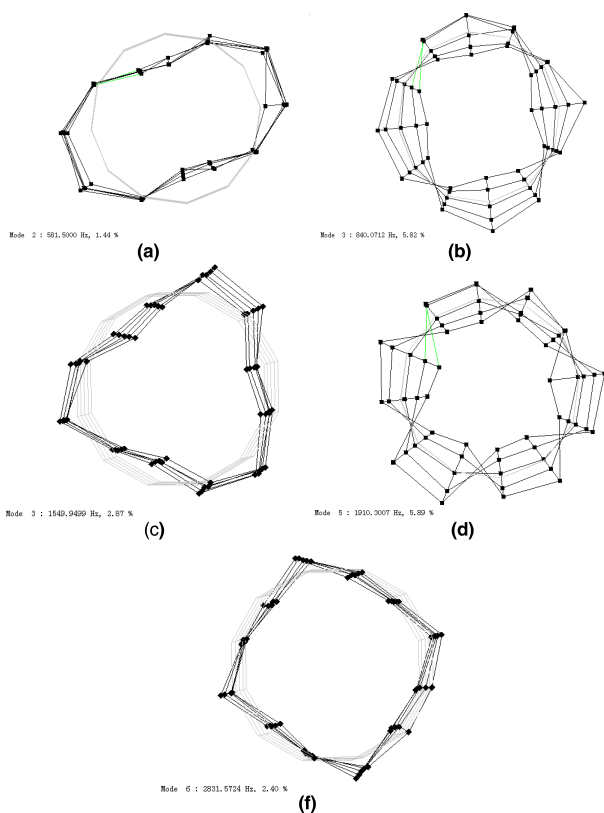 Mode 2 : 581.5000 Hz, 1.44 %
(a)
Mode 3 : 840.0712 Hz, 5.82 %
(b)
Mode 3 : 1549.9499 Hz, 2.87 %
(c)
Mode 5 : 1910.3007 Hz, 5.89 %
(d)
Mode 6 : 2831.5724 Hz, 2.40 %
(f)